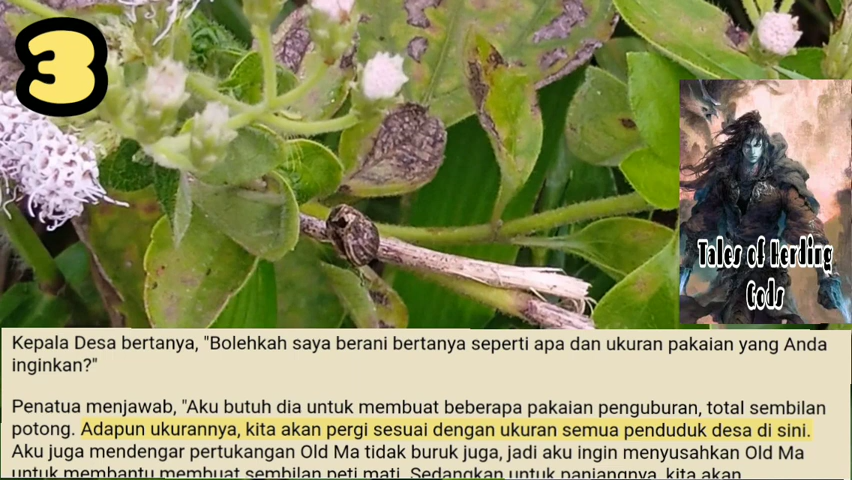 3
Tales of Herding
Gods
Kepala Desa bertanya, "Bolehkah saya berani bertanya seperti apa dan ukuran pakaian yang Anda
inginkan?"
Penatua menjawab, "Aku butuh dia untuk membuat beberapa pakaian penguburan, total sembilan
potong. Adapun ukurannya, kita akan pergi sesuai dengan ukuran semua penduduk desa di sini.
Aku juga mendengar pertukangan Old Ma tidak buruk juga, jadi aku ingin menyusahkan Old Ma
untuk membantu membuat sembilan peti mati. Sedangkan untuk panjangnya, kita akan